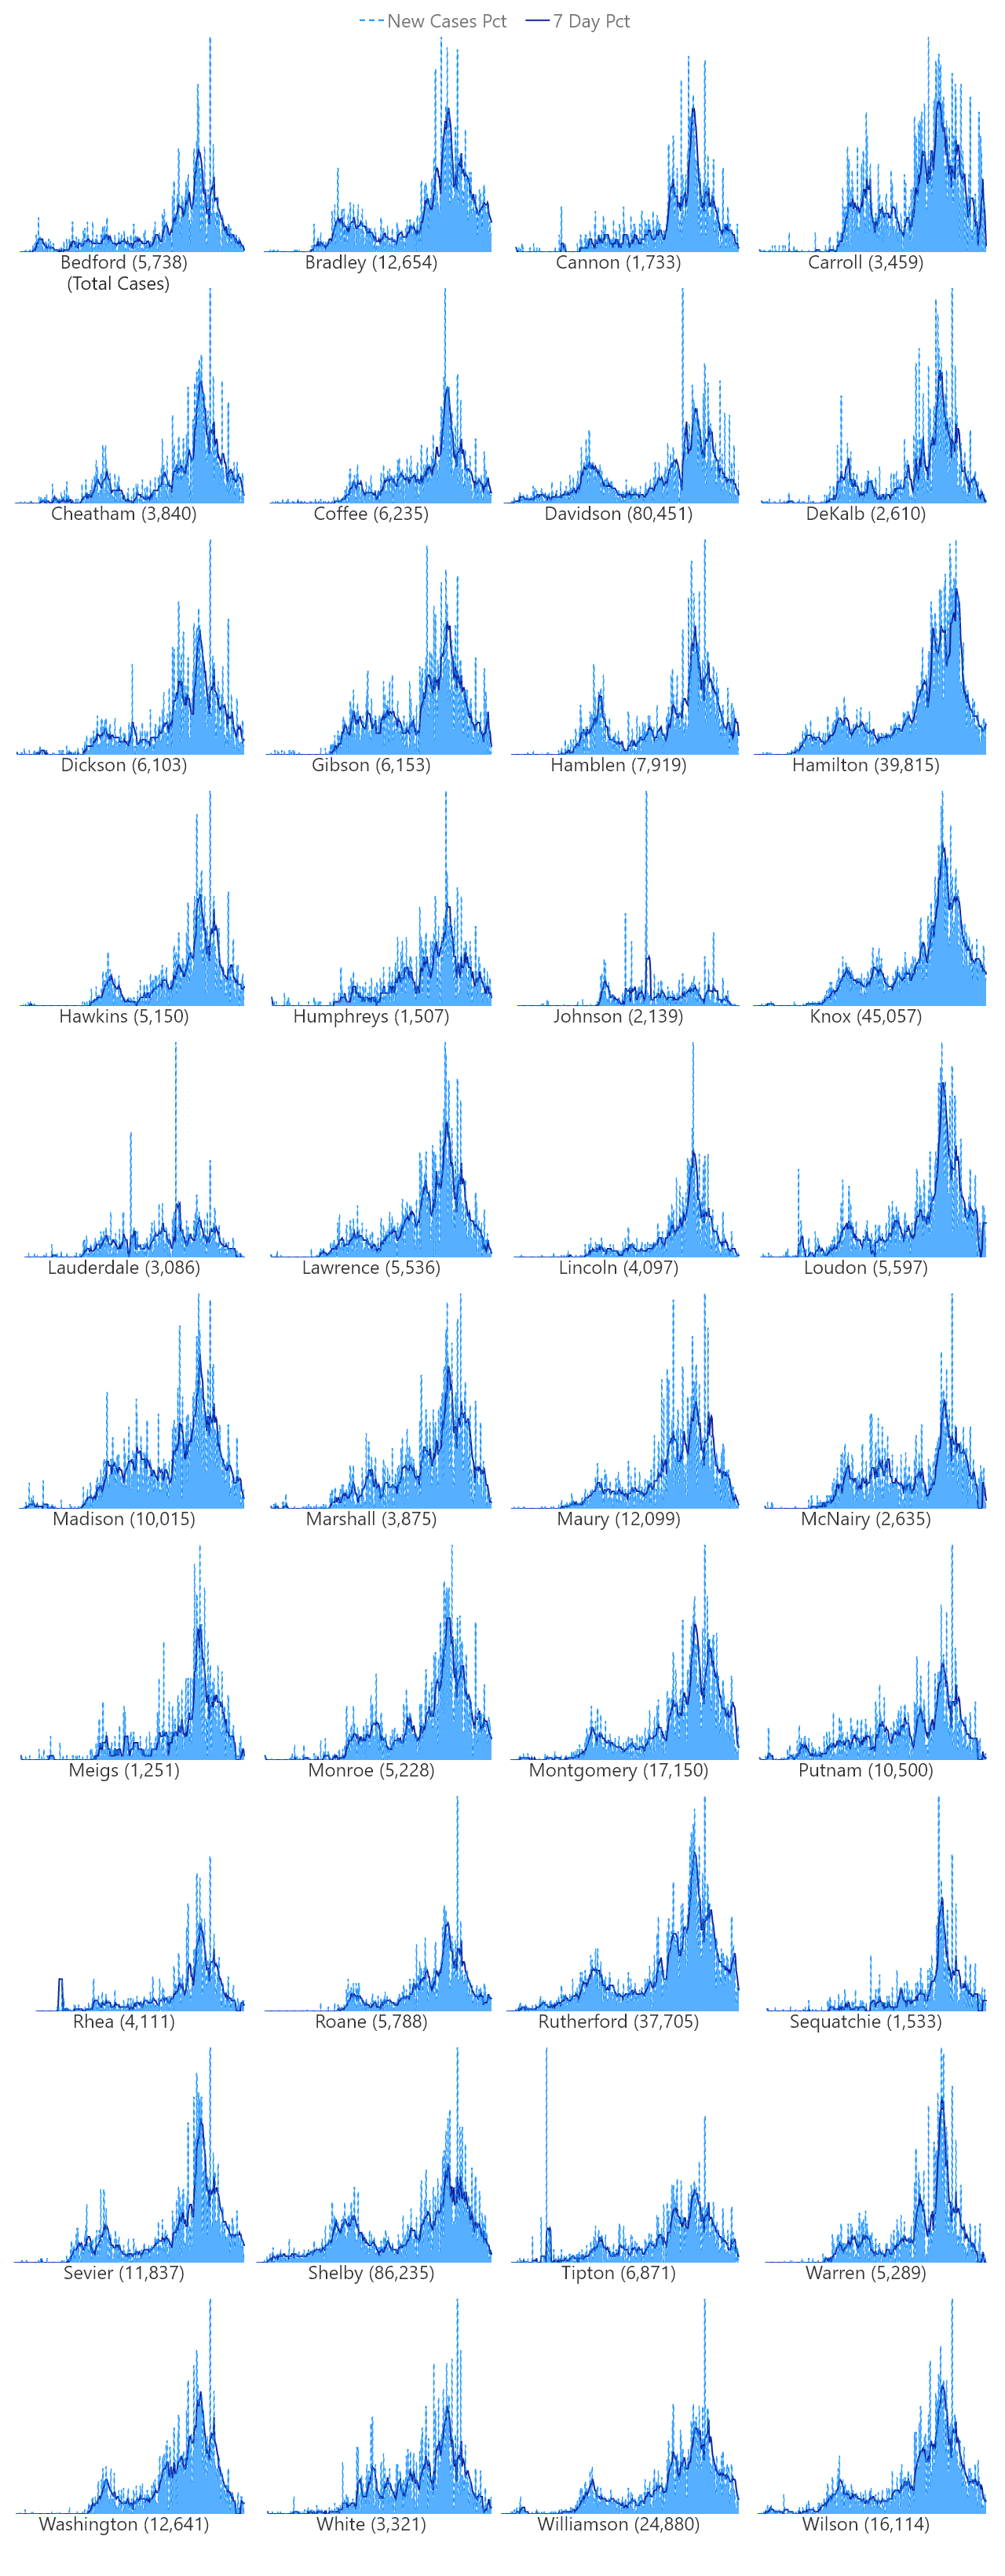 New Cases Pct 7 Day Pct
Bedford (5,738) Bradley (12,654) Cannon (1,733) Carroll (3,459)
(Total Cases)
Cheatham (3,840) Coffee (6,235) Davidson (80,451) DeKalb (2,610)
Dickson (6,103) Gibson (6,153) Hamblen (7,919) Hamilton (39,815)
Hawkins (5,150) Humphreys (1,507) Johnson (2,139) Knox (45,057)
Lauderdale (3,086) Lawrence (5,536) Lincoln (4,097) Loudon (5,597)
Madison (10,015) Marshall (3,875) Maury (12,099) McNairy (2,635)
Meigs (1,251) Monroe (5,228) Montgomery (17,150) Putnam (10,500)
Rhea (4,111) Roane (5,788) Rutherford (37,705) Sequatchie (1,533)
Sevier (11,837) Shelby (86,235) Tipton (6,871) Warren (5,289)
Washington (12,641) White (3,321) Williamson (24,880) Wilson (16,114)